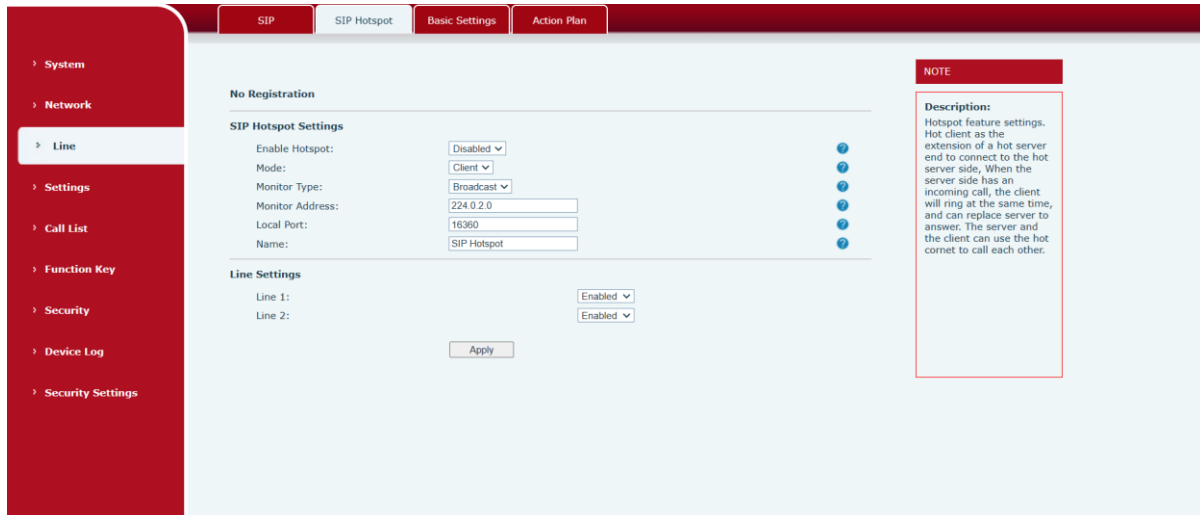 SIP
SIP Hotspot
Basic Settings
Action Plan
System
Network
Line
Settings
Call List
Function Key
Security
Device Log
Security Settings
No Registration
SIP Hotspot Settings
Enable Hotspot: Disabled ?
Mode: Client ?
Monitor Type: Broadcast ?
Monitor Address: 224.0.2.0 ?
Local Port: 16360 ?
Name: SIP Hotspot ?
Line Settings
Line 1: Enabled
Line 2: Enabled
Apply
NOTE
Description:
Hotspot feature settings.
Hot client as the
extension of a hot server
end to connect to the hot
server side, When the
server side has an
incoming call, the client
will ring at the same time,
and can replace server to
answer. The server and
the client can use the hot
cornet to call each other.